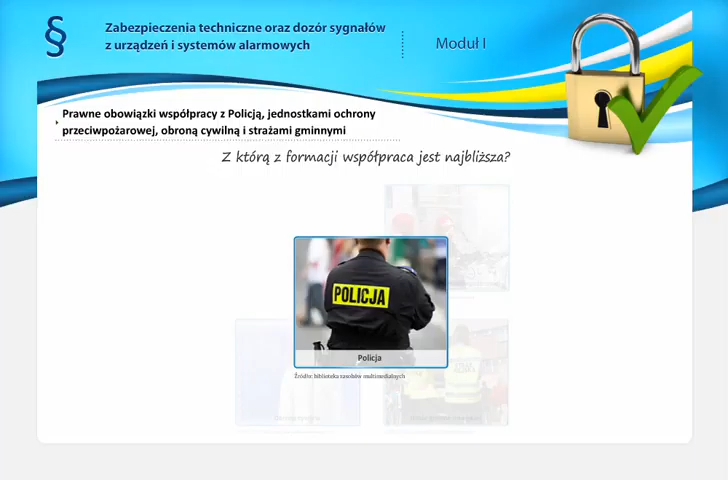 §
Zabezpieczenia techniczne oraz dozór sygnałów
z urządzeń i systemów alarmowych
Moduł I
Prawne obowiązki współpracy z Policją, jednostkami ochrony
przeciwpożarowej, obroną cywilną i strażami gminnymi
Z którą z formacji współpraca jest najbliższa?
POLICJA
Policja
Źródło: biblioteka zasobów multimedialnych